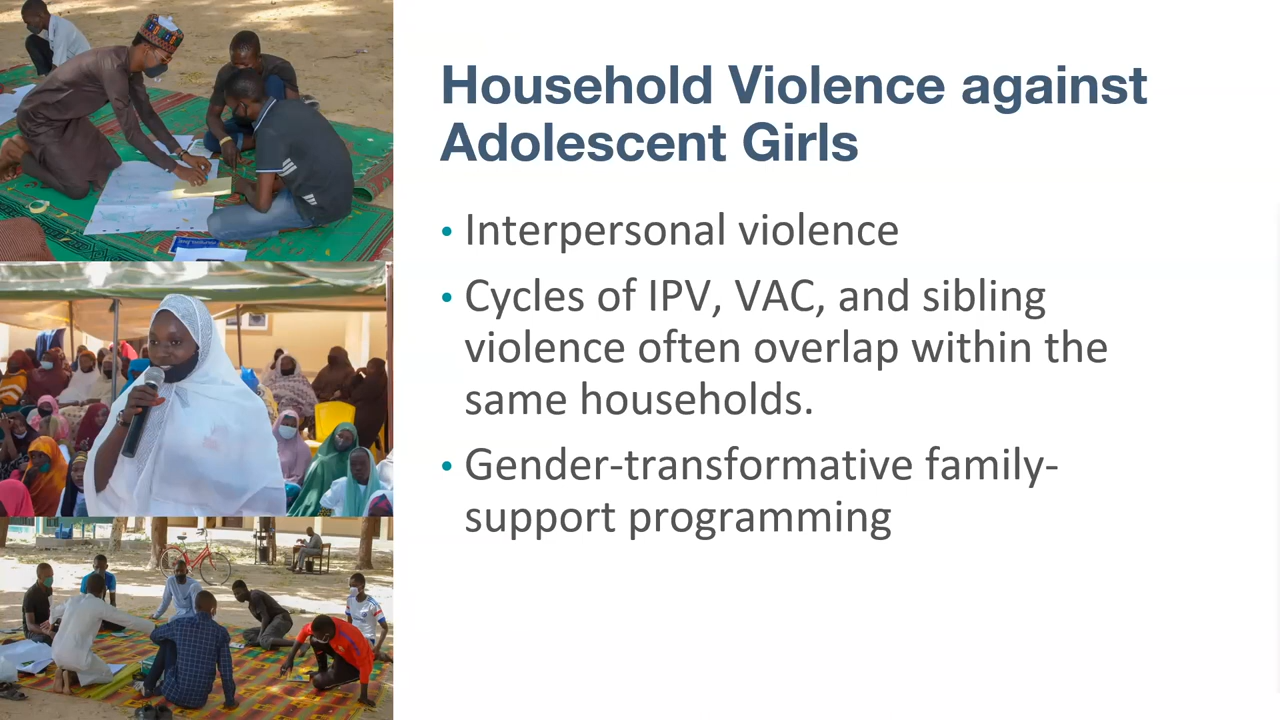 Household Violence against
Adolescent Girls
• Interpersonal violence
• Cycles of IPV, VAC, and sibling
violence often overlap within the
same households.
• Gender-transformative family-
support programming